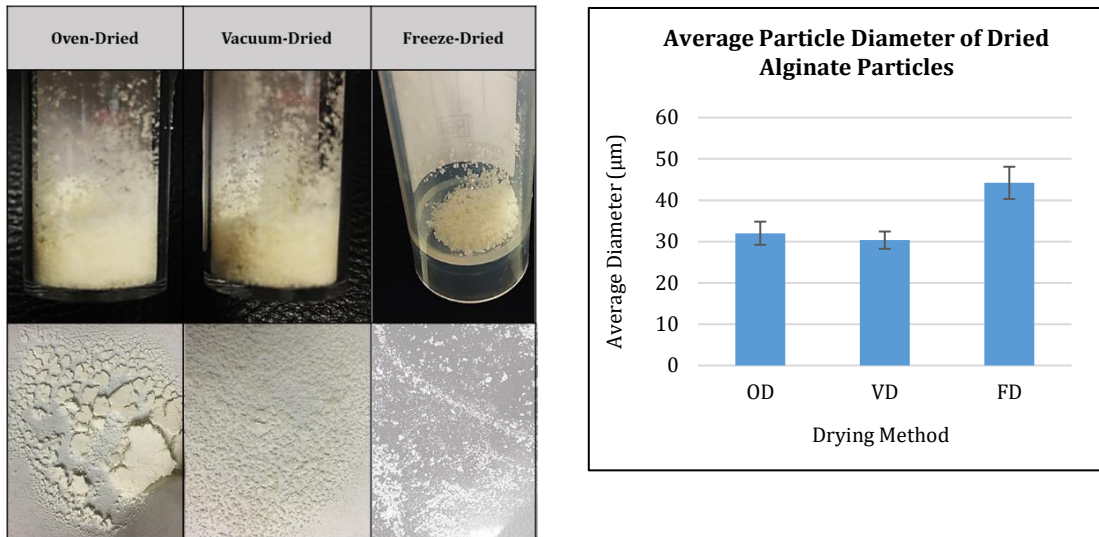 Oven-Dried
Vacuum-Dried
Freeze-Dried
Average Particle Diameter of Dried
Alginate Particles
Average Diameter (µm)
60
50
40
30
20
10
0
OD
VD
FD
Drying Method